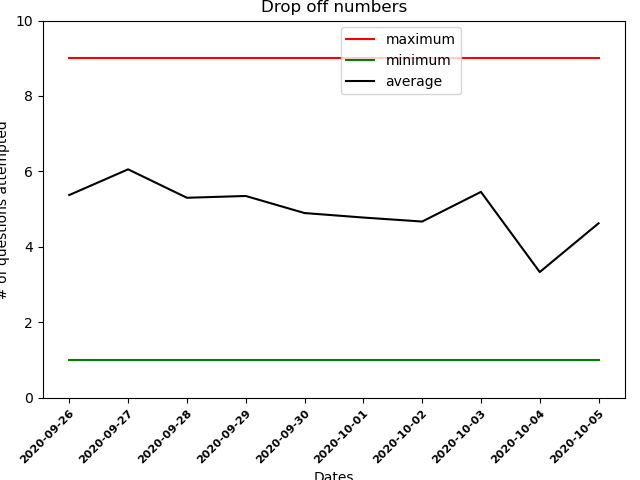 Drop off numbers
maximum
minimum
average
# of questions attempted
10
8
6
4
2
0
2020-09-26
2020-09-27
2020-09-28
2020-09-29
2020-09-30
2020-10-01
2020-10-02
2020-10-03
2020-10-04
2020-10-05
Dates